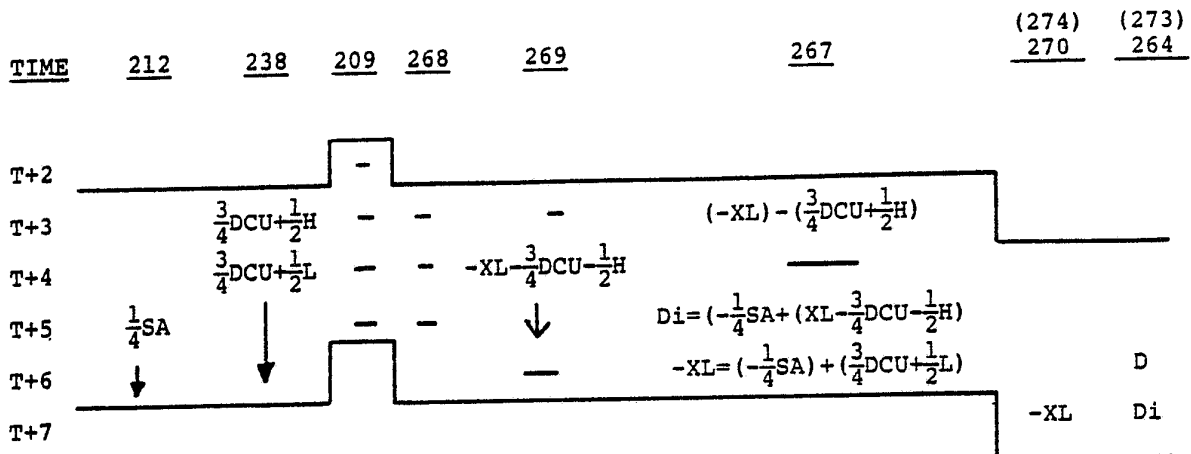 (274) (273)
TIME 212 238 209 268 269 267 270 264
T+2 -
T+3 3/4DCU+1/2H - - - (-XL)-(3/4DCU+1/2H)
T+4 3/4DCU+1/2L - - -XL-3/4DCU-1/2H —
T+5 1/4SA ↓ - - ↓ Di=(-1/4SA+(XL-3/4DCU-1/2H)
T+6 ↓ — -XL=(-1/4SA)+(3/4DCU+1/2L) D
T+7 -XL Di